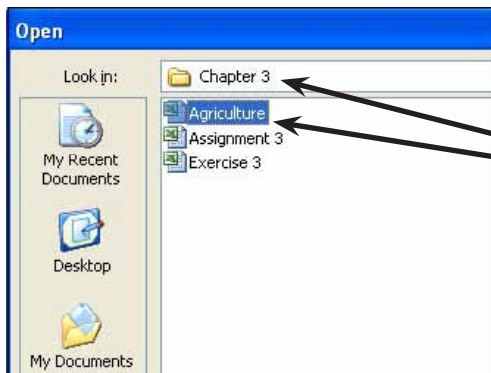 Open
Look in:
Chapter 3
Agriculture
Assignment 3
Exercise 3
My Recent
Documents
Desktop
My Documents